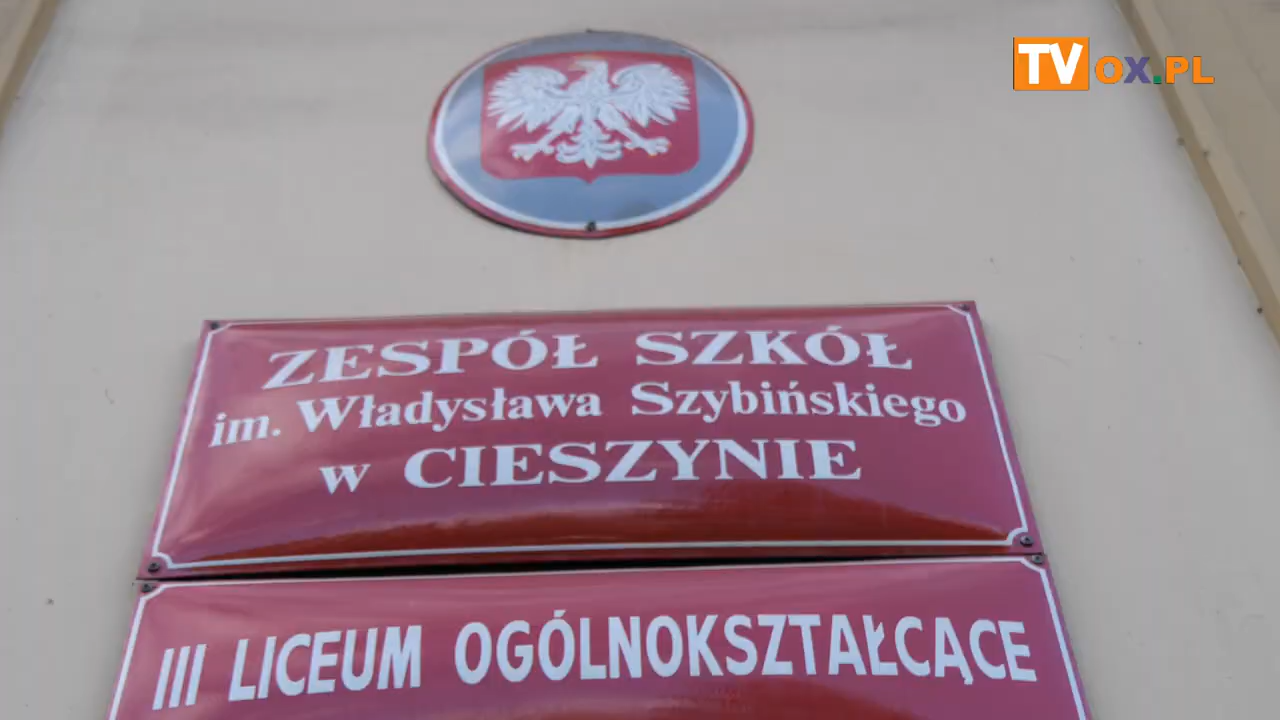 TVOX.PL
ZESPÓŁ SZKÓŁ
im. Władysława Szybińskiego
w CIESZYNIE
III LICEUM OGÓLNOKSZTAŁCĄCE